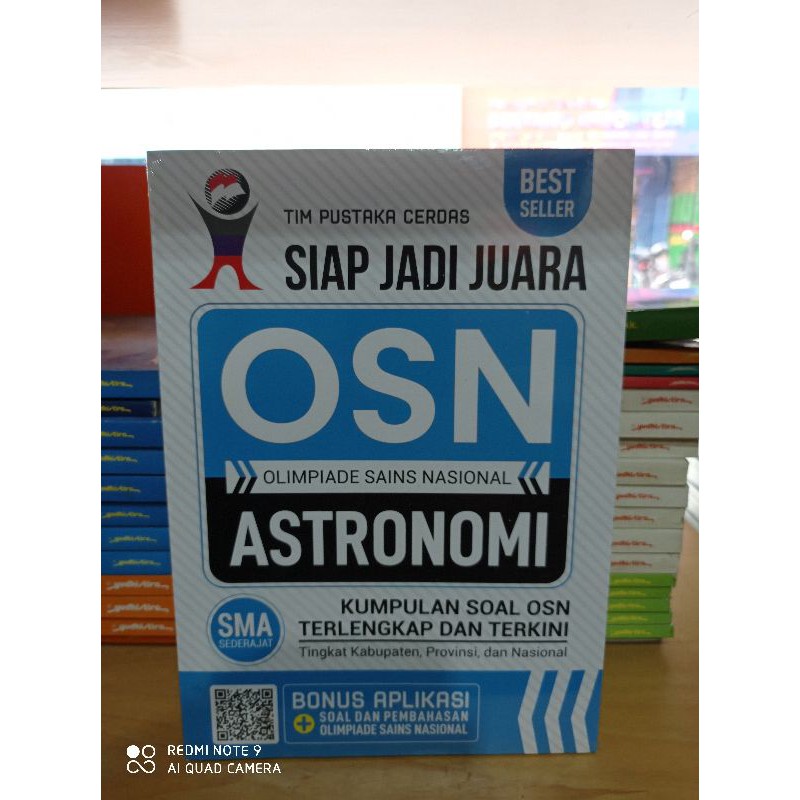 BEST
SELLER
TIM PUSTAKA CERDAS
SIAP JADI JUARA
OSN
OLIMPIADE SAINS NASIONAL
ASTRONOMI
SMA
SEDERAJAT
KUMPULAN SOAL OSN
TERLENGKAP DAN TERKINI
Tingkat Kabupaten, Provinsi, dan Nasional
BONUS APLIKASI
+ SOAL DAN PEMBAHASAN
OLIMPIADE SAINS NASIONAL
REDMI NOTE 9
AI QUAD CAMERA